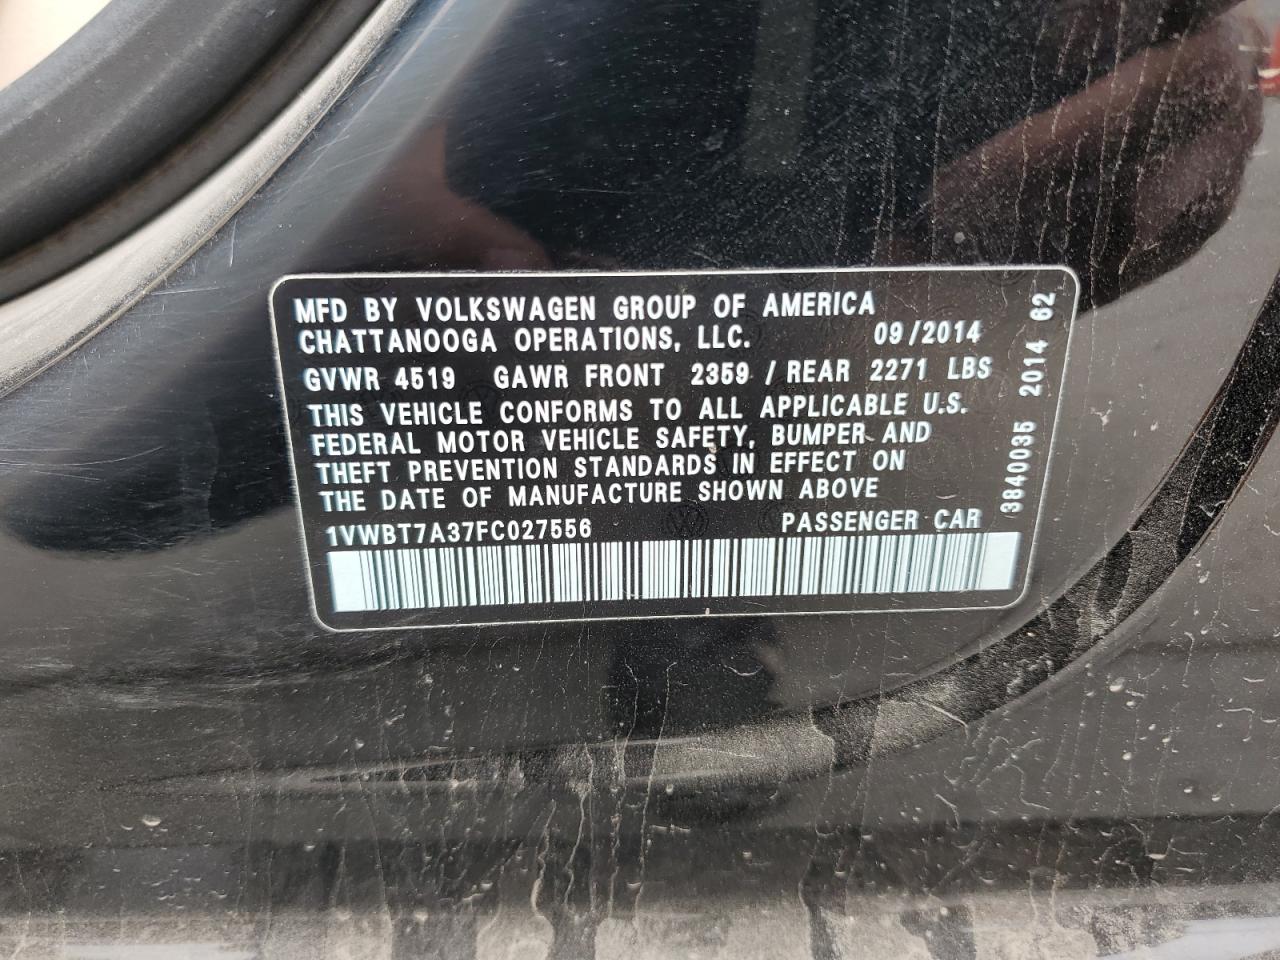 MFD BY VOLKSWAGEN GROUP OF AMERICA
CHATTANOOGA OPERATIONS, LLC. 09/2014
GVWR 4519 GAWR FRONT 2359 / REAR 2271 LBS
THIS VEHICLE CONFORMS TO ALL APPLICABLE U.S.
FEDERAL MOTOR VEHICLE SAFETY, BUMPER AND
THEFT PREVENTION STANDARDS IN EFFECT ON
THE DATE OF MANUFACTURE SHOWN ABOVE
1VWBT7A37FC027556 PASSENGER CAR
3840035 2014 62